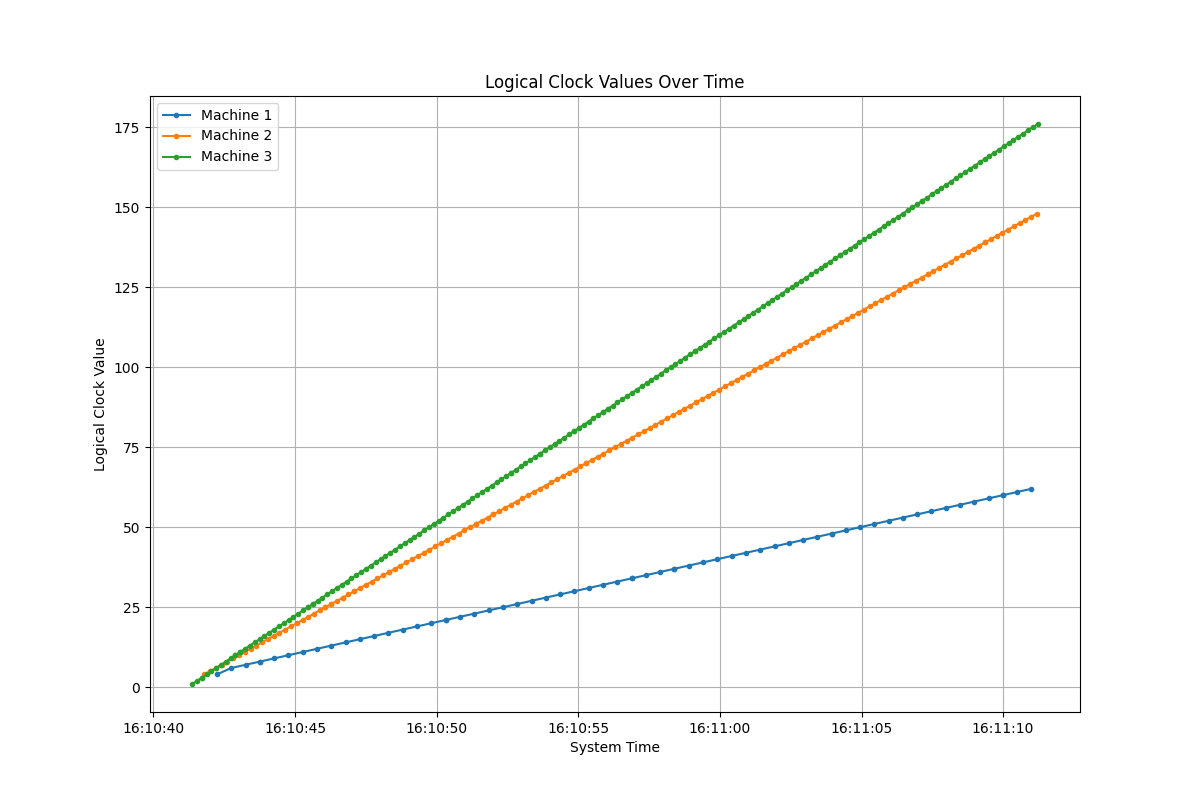 Logical Clock Values Over Time
Machine 1
Machine 2
Machine 3
175
150
125
100
75
50
25
0
Logical Clock Value
16:10:40 16:10:45 16:10:50 16:10:55 16:11:00 16:11:05 16:11:10
System Time